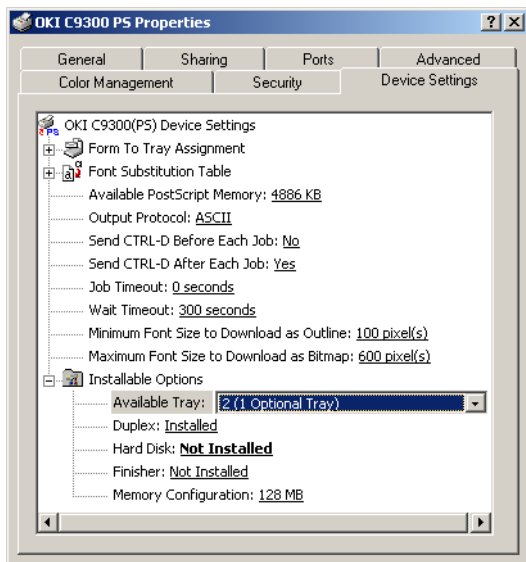 OKI C9300 PS Properties
General Sharing Ports Advanced
Color Management Security Device Settings
OKI C9300(PS) Device Settings
Form To Tray Assignment
Font Substitution Table
Available PostScript Memory: 4886 KB
Output Protocol: ASCII
Send CTRL-D Before Each Job: No
Send CTRL-D After Each Job: Yes
Job Timeout: 0 seconds
Wait Timeout: 300 seconds
Minimum Font Size to Download as Outline: 100 pixel(s)
Maximum Font Size to Download as Bitmap: 600 pixel(s)
Installable Options
Available Tray: 2 (1 Optional Tray)
Duplex: Installed
Hard Disk: Not Installed
Finisher: Not Installed
Memory Configuration: 128 MB